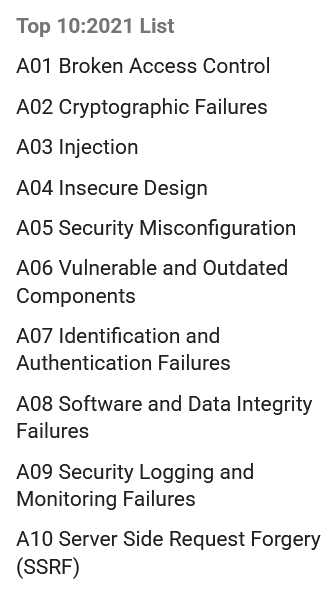 Top 10:2021 List
A01 Broken Access Control
A02 Cryptographic Failures
A03 Injection
A04 Insecure Design
A05 Security Misconfiguration
A06 Vulnerable and Outdated
Components
A07 Identification and
Authentication Failures
A08 Software and Data Integrity
Failures
A09 Security Logging and
Monitoring Failures
A10 Server Side Request Forgery
(SSRF)